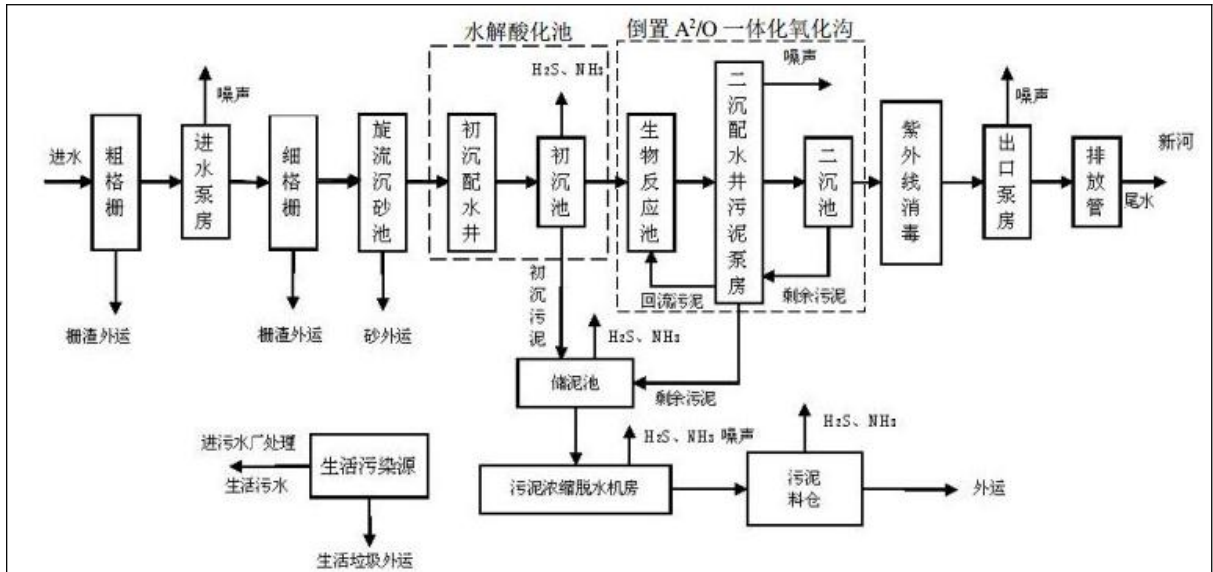 水解酸化池
倒置 A²/O 一体化氧化沟
H₂S、NH₃
噪声
噪声
噪声
进水
粗格栅
进水泵房
细格栅
旋流沉砂池
初沉配水井
初沉池
生物反应池
二沉配水井污泥泵房
二沉池
紫外线消毒
出口泵房
排放管
新河
尾水
回流污泥
剩余污泥
初沉污泥
栅渣外运
栅渣外运
砂外运
H₂S、NH₃
储泥池
剩余污泥
H₂S、NH₃
进污水厂处理
生活污水
生活污染源
H₂S、NH₃ 噪声
污泥浓缩脱水机房
污泥料仓
外运
生活垃圾外运